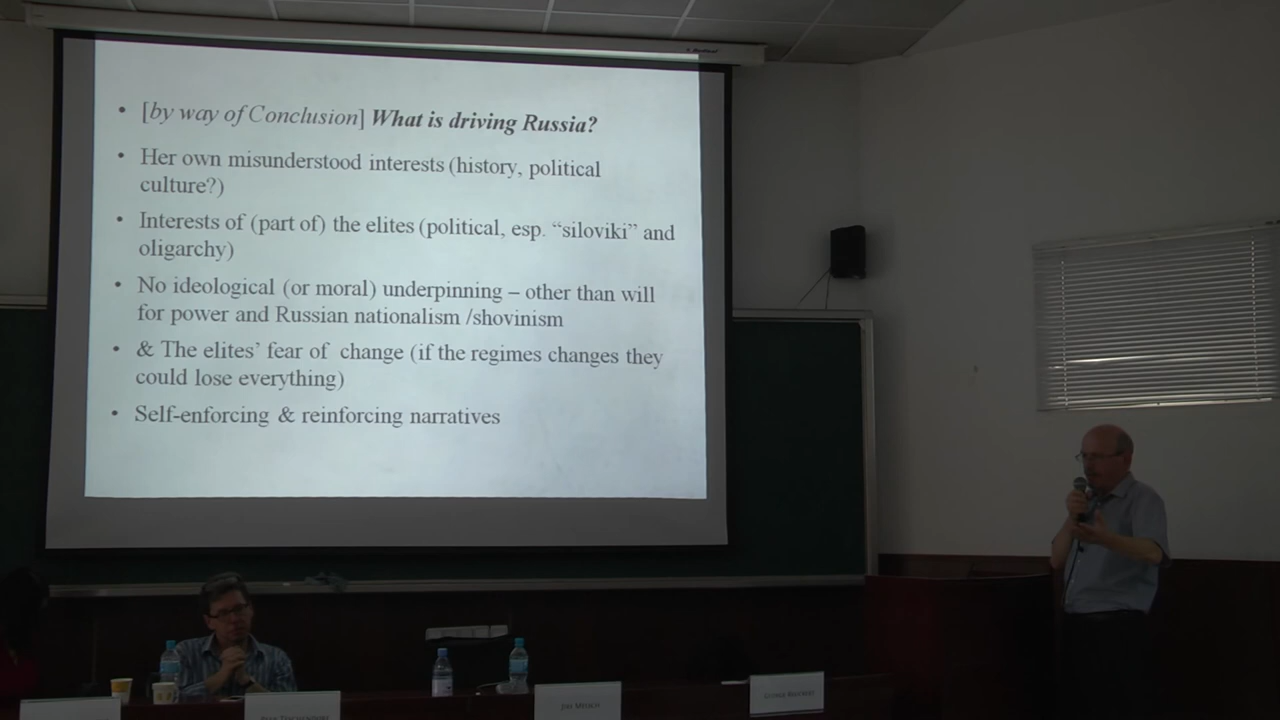 • [by way of Conclusion] What is driving Russia?
• Her own misunderstood interests (history, political
culture?)
• Interests of (part of) the elites (political, esp. “siloviki” and
oligarchy)
• No ideological (or moral) underpinning – other than will
for power and Russian nationalism /shovinism
• & The elites’ fear of change (if the regimes changes they
could lose everything)
• Self-enforcing & reinforcing narratives